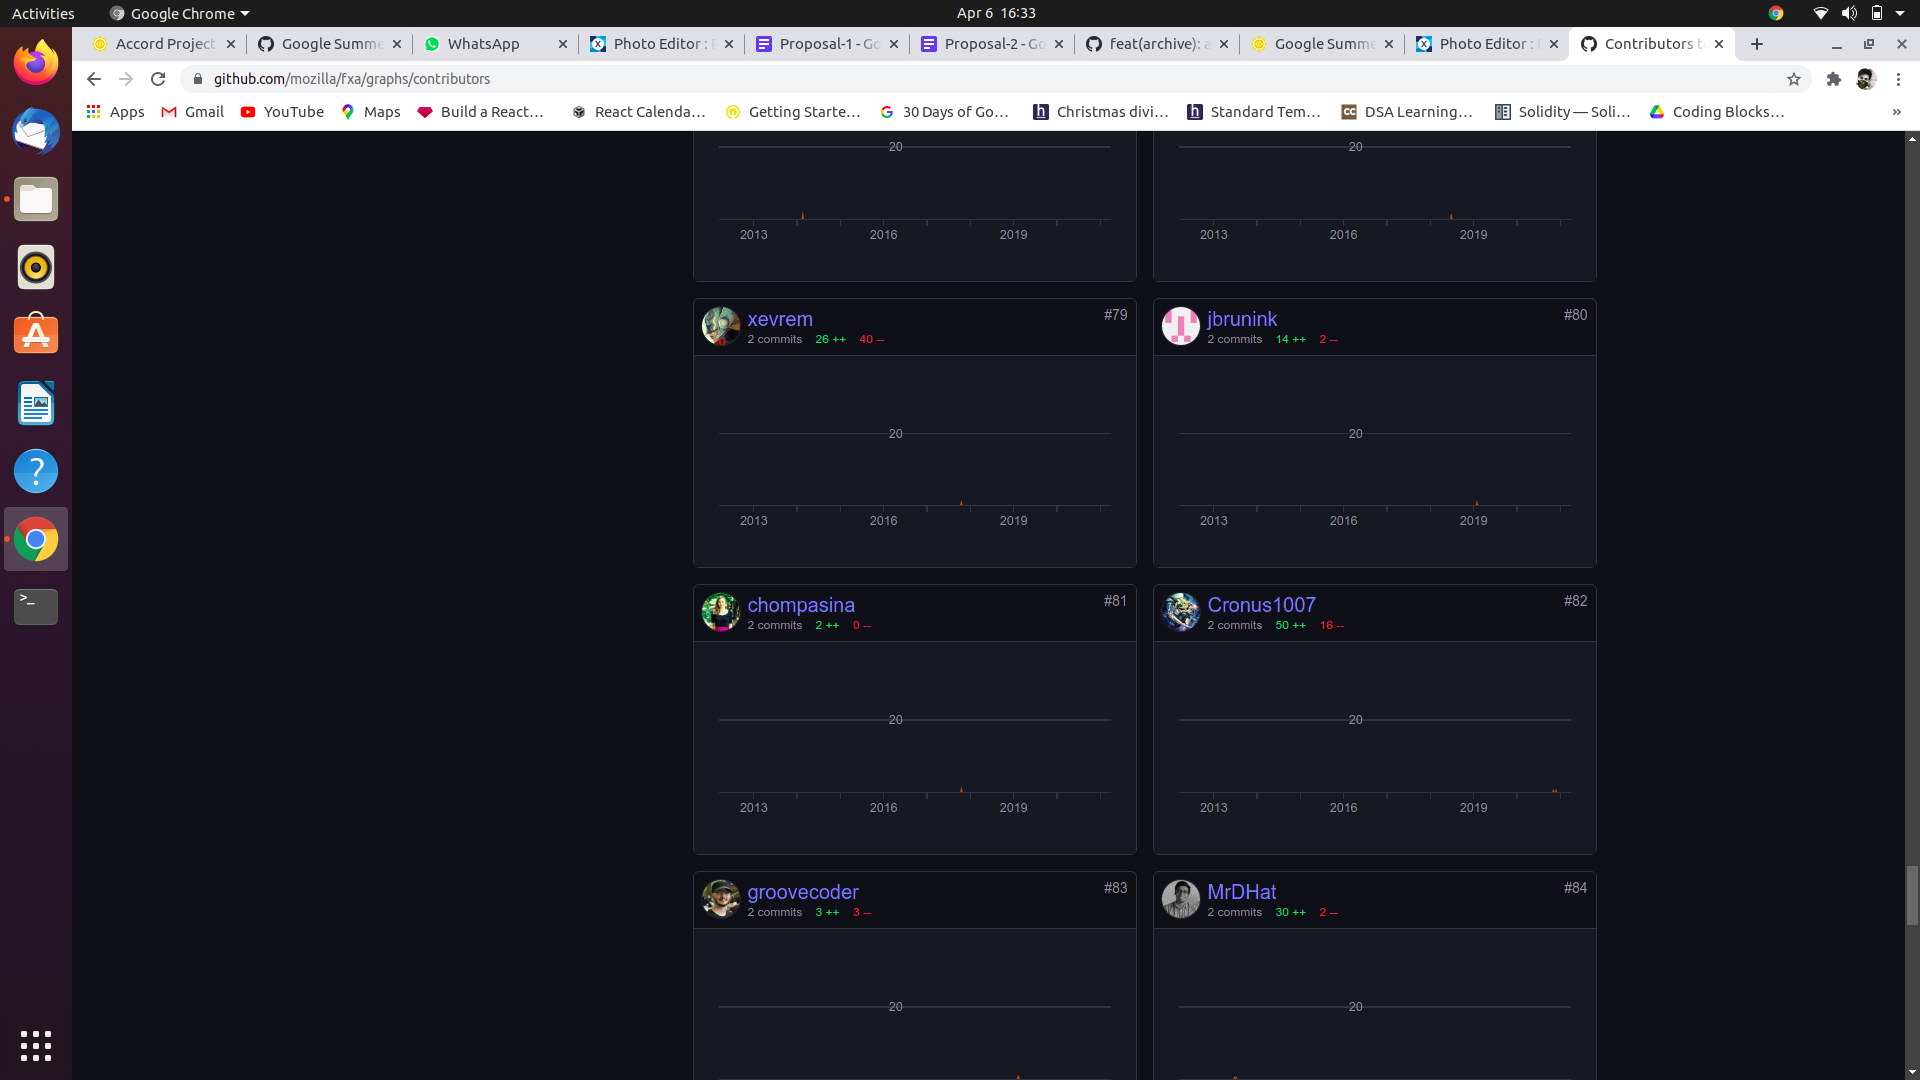 Activities Google Chrome Apr 6 16:33
Accord Project Google Summe WhatsApp Photo Editor : Proposal-1 - Go Proposal-2 - Go feat(archive): a Google Summe Photo Editor : Contributors to
github.com/mozilla/fxa/graphs/contributors
Apps Gmail YouTube Maps Build a React... React Calenda... Getting Starte... 30 Days of Go... Christmas divi... Standard Tem... DSA Learning... Solidity — Soli... Coding Blocks... »
20 20
2013 2016 2019 2013 2016 2019
xevrem #79
2 commits 26 ++ 40 --
20
2013 2016 2019
jbrunink #80
2 commits 14 ++ 2 --
20
2013 2016 2019
chompasina #81
2 commits 2 ++ 0 --
20
2013 2016 2019
Cronus1007 #82
2 commits 50 ++ 16 --
20
2013 2016 2019
groovecoder #83
2 commits 3 ++ 3 --
20
MrDHat #84
2 commits 30 ++ 2 --
20